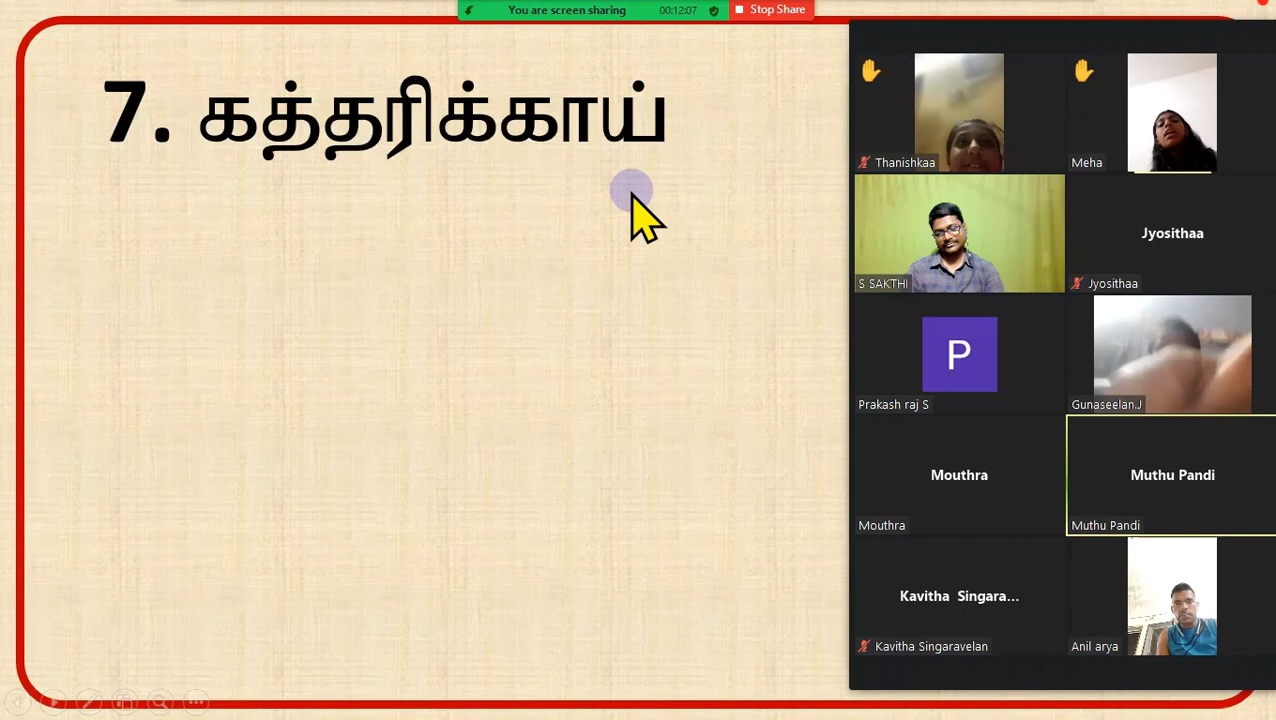 You are screen sharing 00:12:07 Stop Share
7. கத்தரிக்காய்
Thanishkaa
Meha
S SAKTHI
Jyosithaa
Jyosithaa
P
Prakash raj S
Gunaseelan.J
Mouthra
Mouthra
Muthu Pandi
Muthu Pandi
Kavitha Singara...
Kavitha Singaravelan
Anil arya